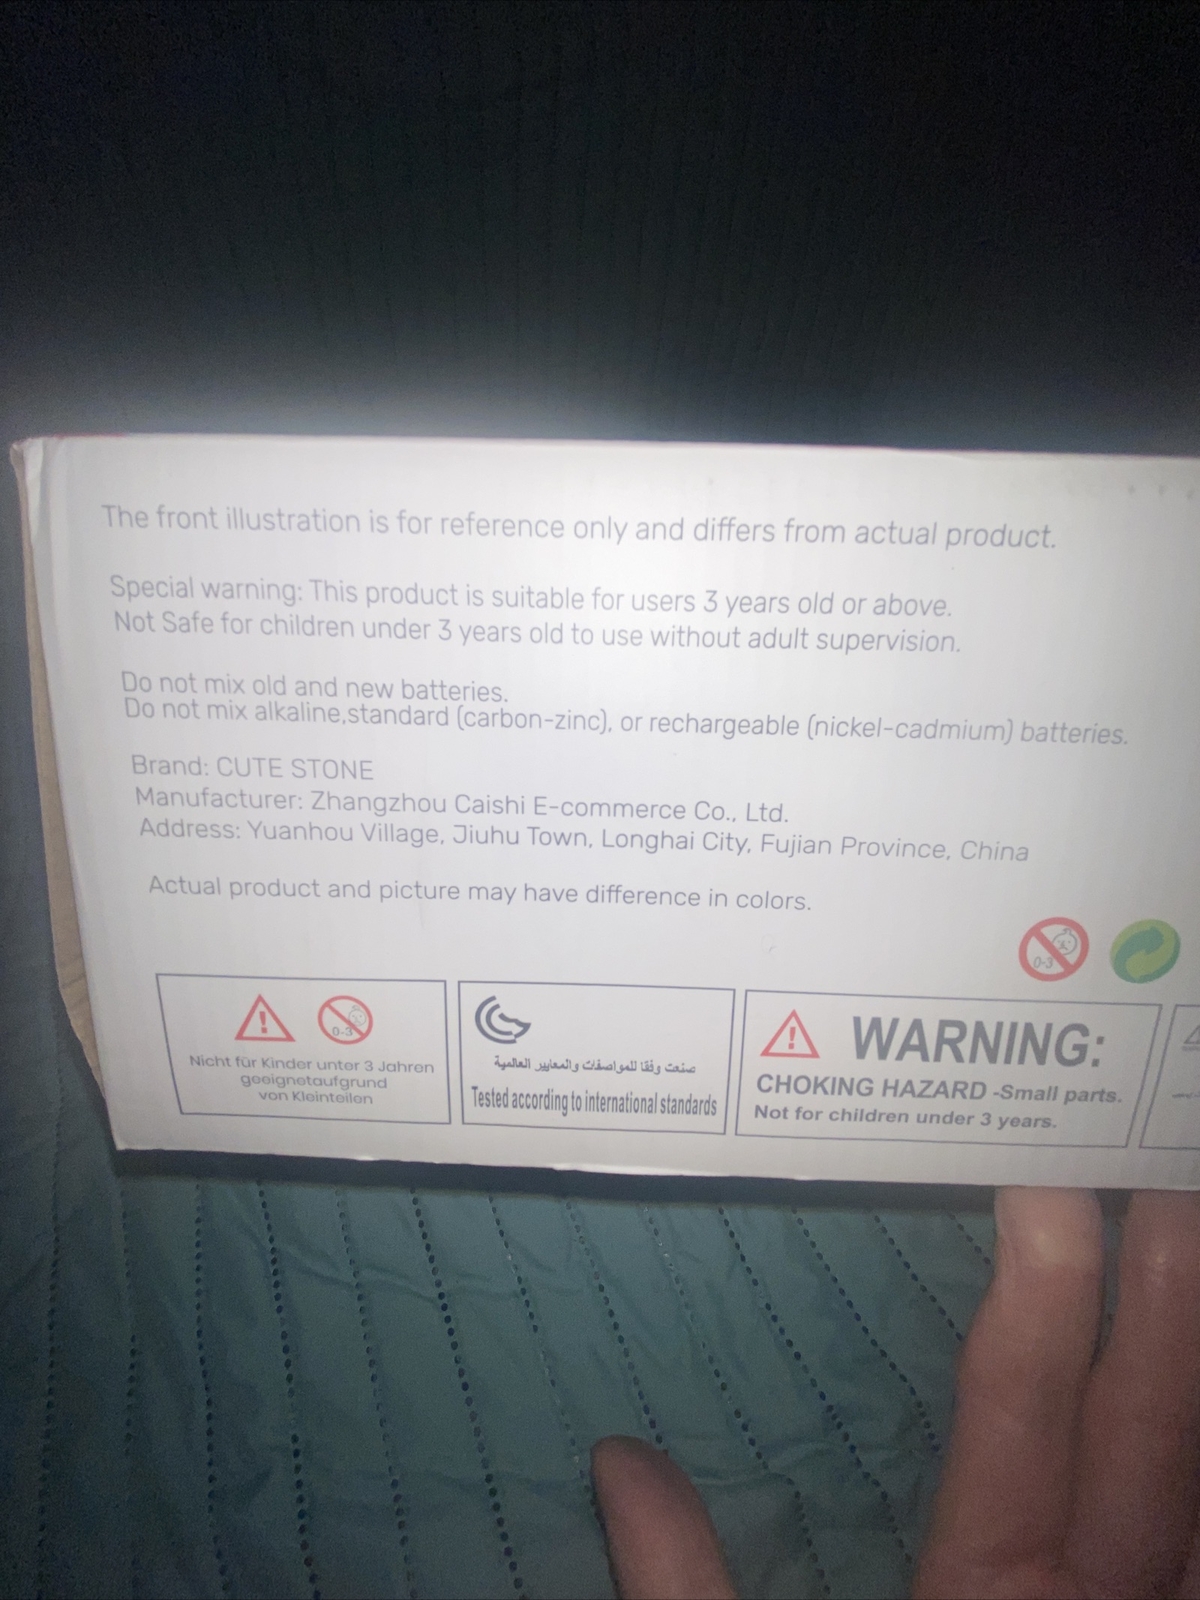 The front illustration is for reference only and differs from actual product.
Special warning: This product is suitable for users 3 years old or above.
Not Safe for children under 3 years old to use without adult supervision.
Do not mix old and new batteries.
Do not mix alkaline,standard (carbon-zinc), or rechargeable (nickel-cadmium) batteries.
Brand: CUTE STONE
Manufacturer: Zhangzhou Caishi E-commerce Co., Ltd.
Address: Yuanhou Village, Jiuhu Town, Longhai City, Fujian Province, China
Actual product and picture may have difference in colors.
0-3
0-3
Nicht für Kinder unter 3 Jahren
geeignetaufgrund
von Kleinteilen
صنعت وفقا للمواصفات والمعايير العالمية
Tested according to international standards
WARNING:
CHOKING HAZARD -Small parts.
Not for children under 3 years.